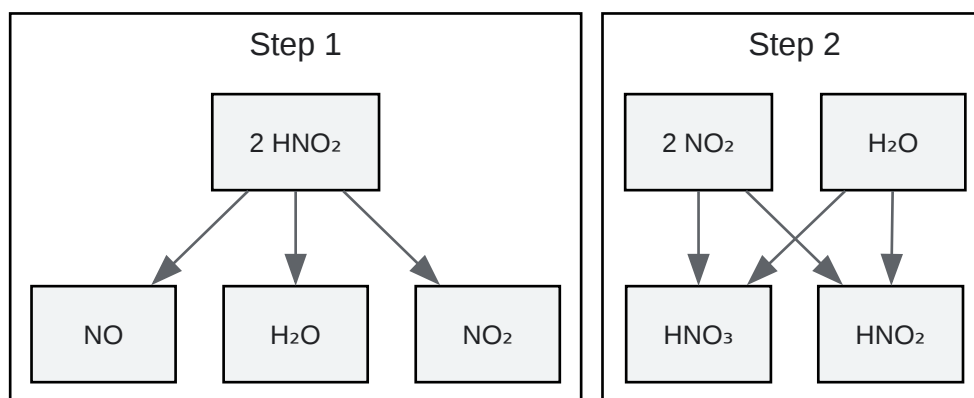 Step 1
2 HNO₂
NO
H₂O
NO₂
Step 2
2 NO₂
H₂O
HNO₃
HNO₂